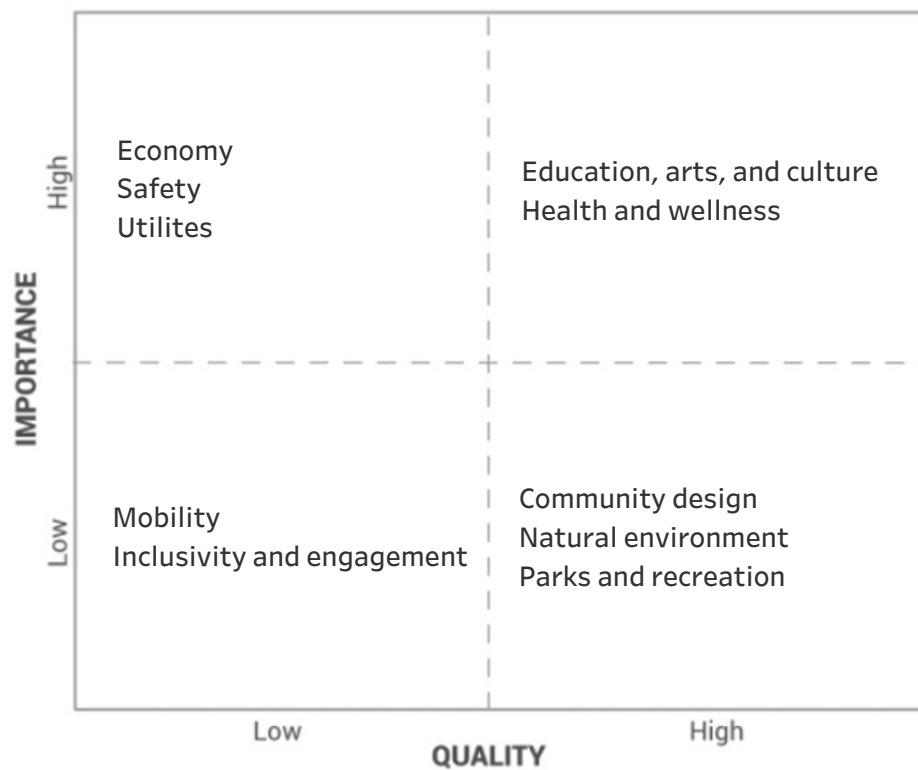 High
Economy
Safety
Utilites
Education, arts, and culture
Health and wellness
IMPORTANCE
Low
Mobility
Inclusivity and engagement
Community design
Natural environment
Parks and recreation
Low
High
QUALITY